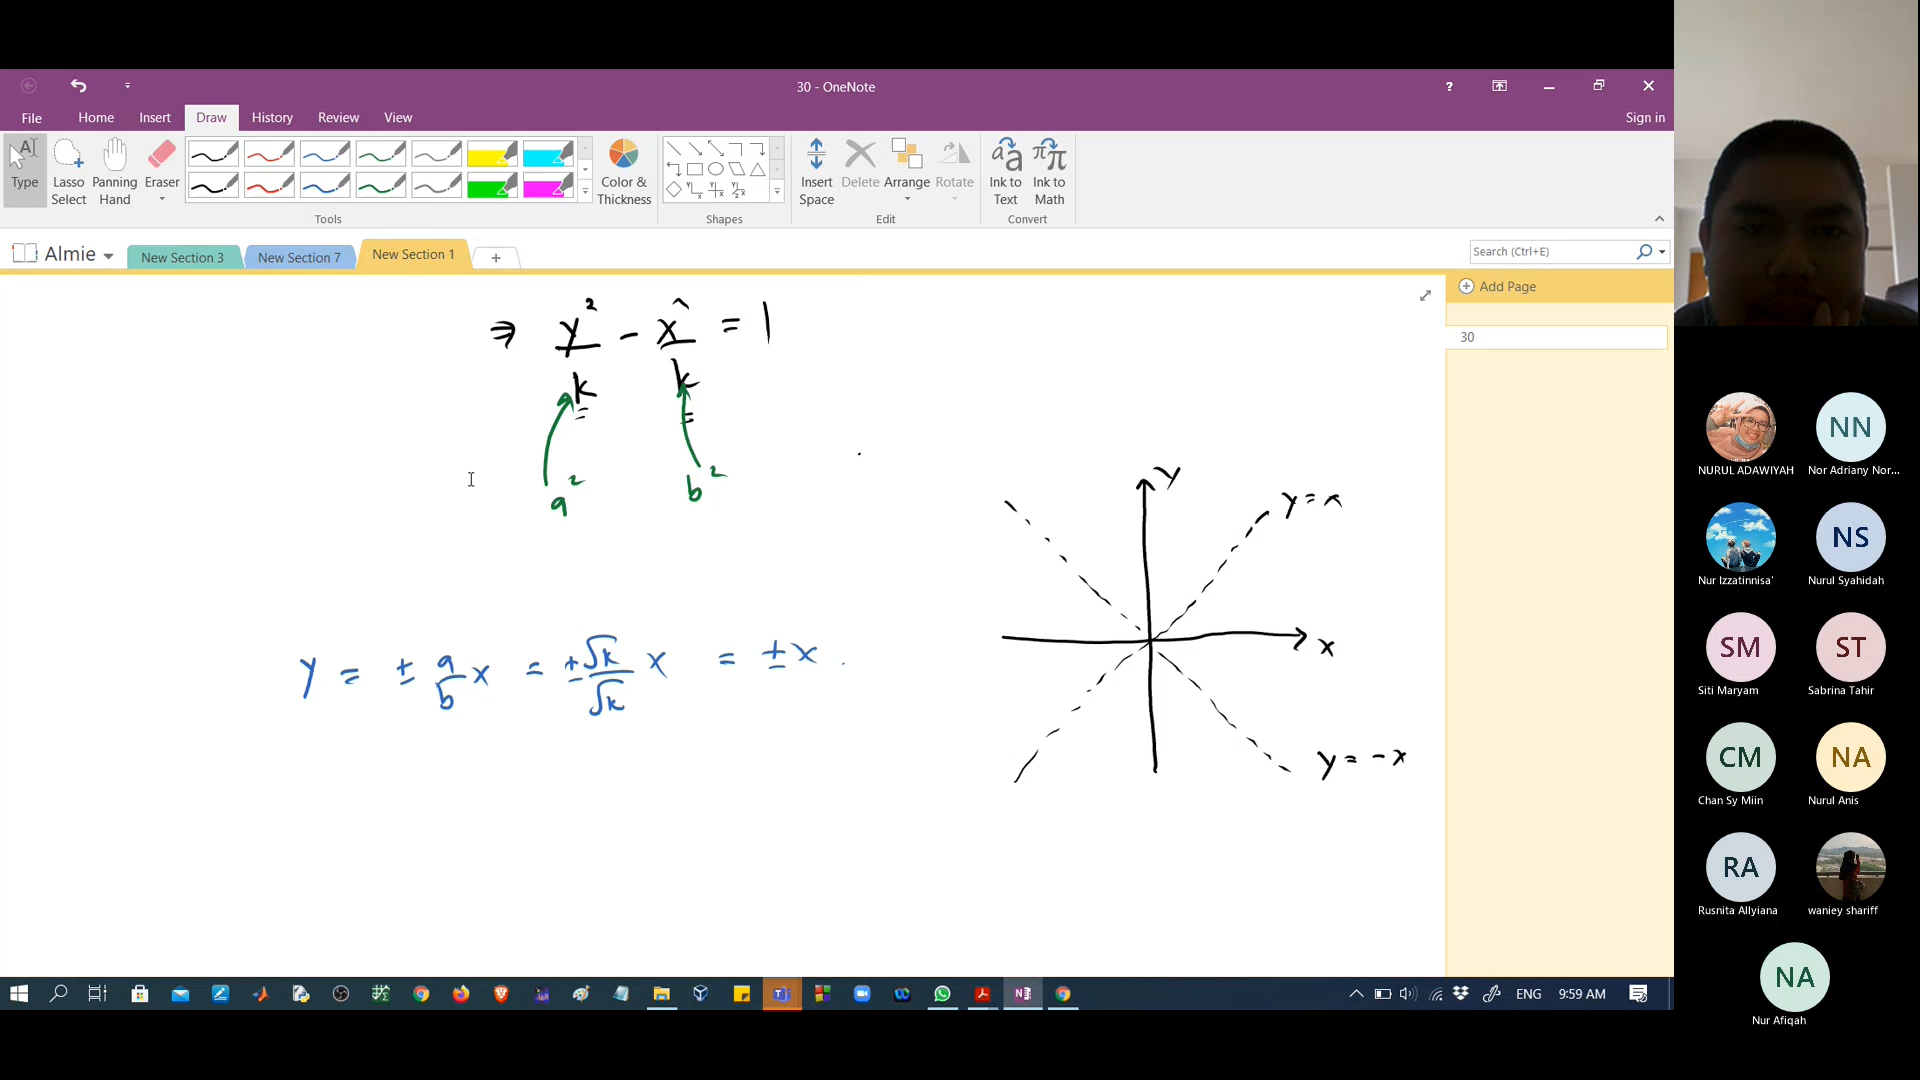 30 - OneNote
?
File Home Insert Draw History Review View
Sign in
Type Lasso Select Panning Hand Eraser
Color & Thickness
Insert Space Delete Arrange Rotate
Ink to Text Ink to Math
Tools Shapes Edit Convert
Almie New Section 3 New Section 7 New Section 1 +
Search (Ctrl+E)
Add Page
30
⇒ y²/k - x^/k = 1
a² b²
y = ± a/b x = ±√k/√k x = ±x .
y
y = x
x
y = -x
NURUL ADAWIYAH
NN
Nor Adriany Nor...
Nur Izzatinnisa'
NS
Nurul Syahidah
SM
Siti Maryam
ST
Sabrina Tahir
CM
Chan Sy Miin
NA
Nurul Anis
RA
Rusnita Allyiana
waniey shariff
NA
Nur Afiqah
ENG 9:59 AM